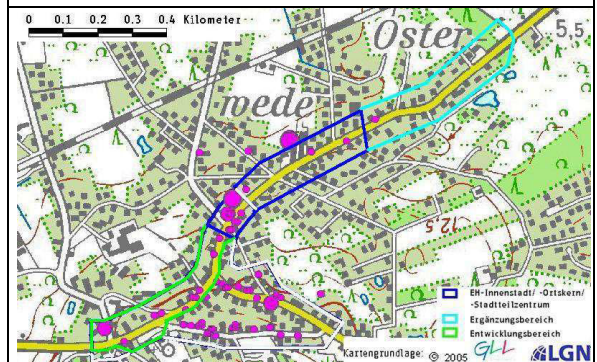 0 0.1 0.2 0.3 0.4 Kilometer
Oster
5,5
wede
12,5
EH-Innenstadt/ -Ortskern/
-Stadtteilzentrum
Ergänzungsbereich
Entwicklungsbereich
Kartengrundlage: © 2005 GLL LGN